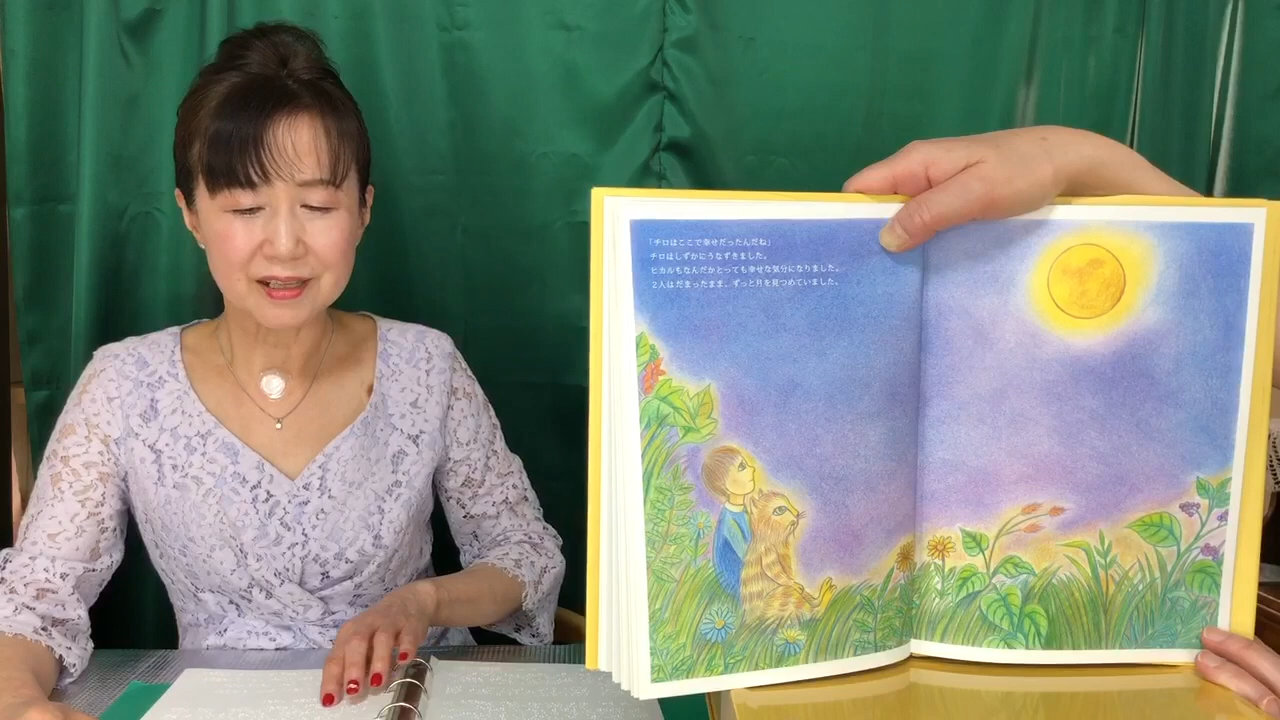 「チロはここで幸せだったんだね」
チロはしずかにうなずきました。
ヒカルもなんだかとっても幸せな気分になりました。
2人はだまったまま、ずっと月を見つめていました。